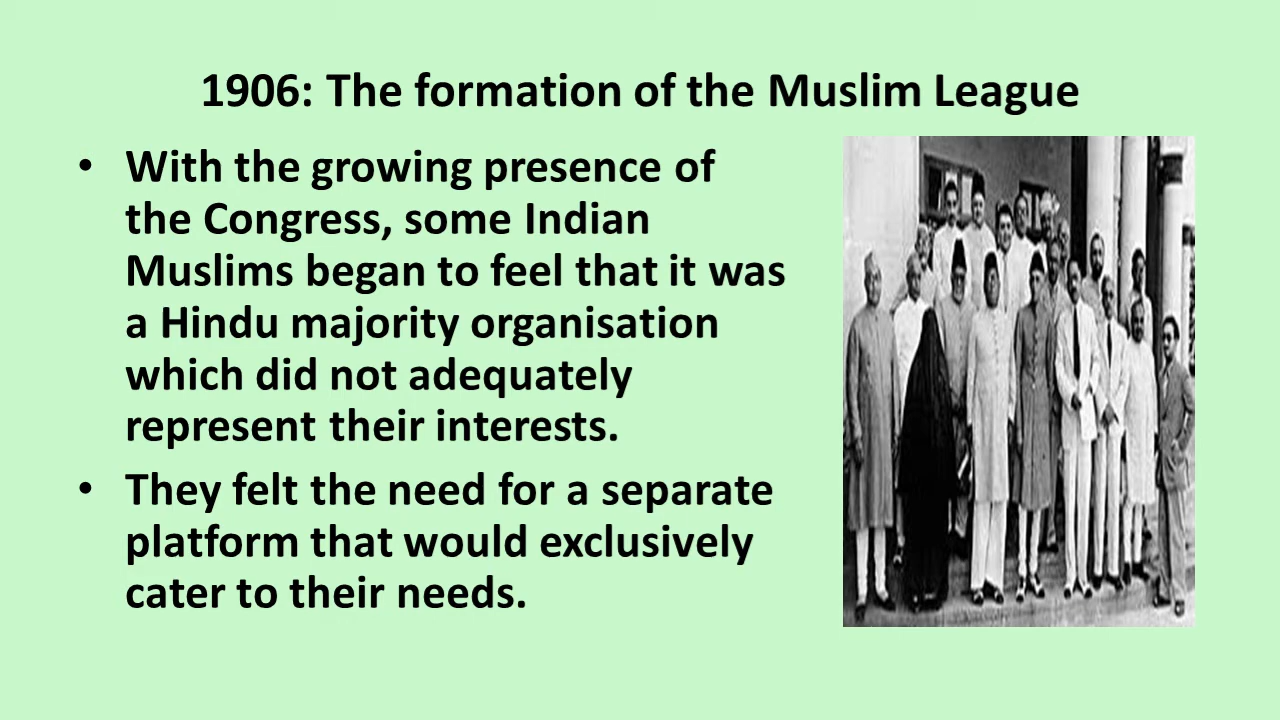 1906: The formation of the Muslim League
• With the growing presence of
the Congress, some Indian
Muslims began to feel that it was
a Hindu majority organisation
which did not adequately
represent their interests.
• They felt the need for a separate
platform that would exclusively
cater to their needs.